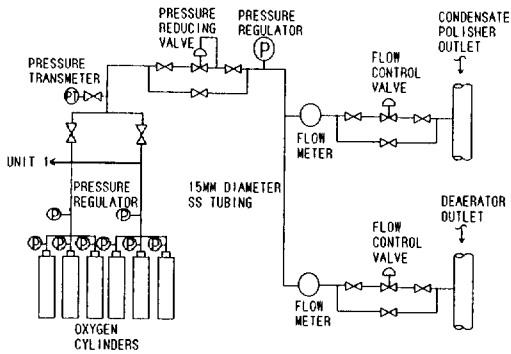 PRESSURE
REDUCING
VALVE
PRESSURE
REGULATOR
P
CONDENSATE
POLISHER
OUTLET
PRESSURE
TRANSMETER
PT
FLOW
CONTROL
VALVE
FLOW
METER
UNIT 1
PRESSURE
REGULATOR
P
P
15MM DIAMETER
SS TUBING
DEAERATOR
OUTLET
FLOW
CONTROL
VALVE
P
P
P
P
P
P
FLOW
METER
OXYGEN
CYLINDERS